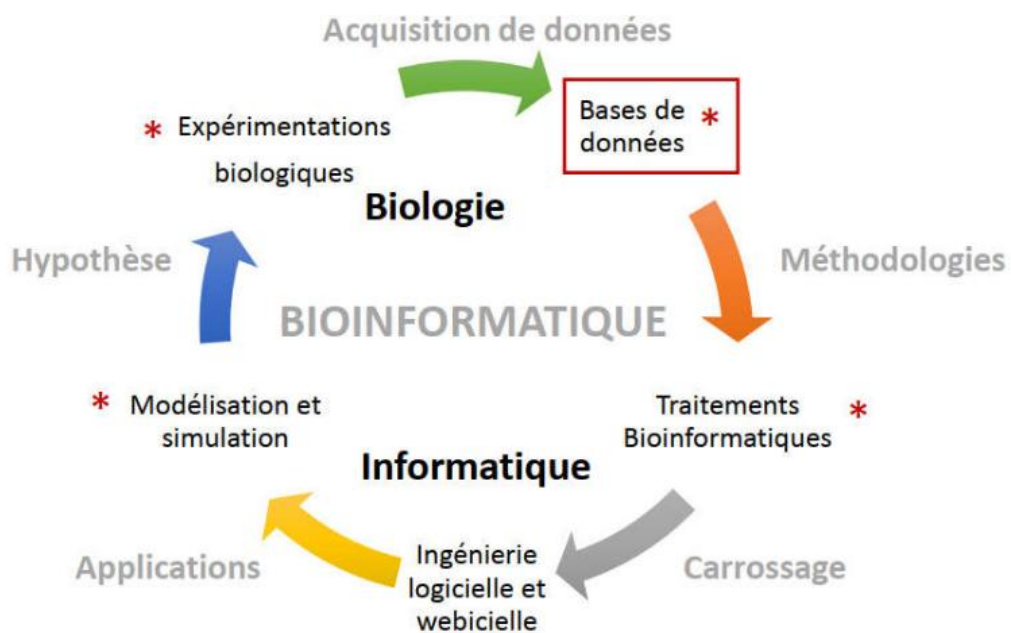 Acquisition de données
* Expérimentations
biologiques
Bases de *
données
Biologie
Hypothèse
Méthodologies
BIOINFORMATIQUE
* Modélisation et
simulation
Traitements *
Bioinformatiques
Informatique
Applications
Ingénierie
logicielle et
webicielle
Carrossage